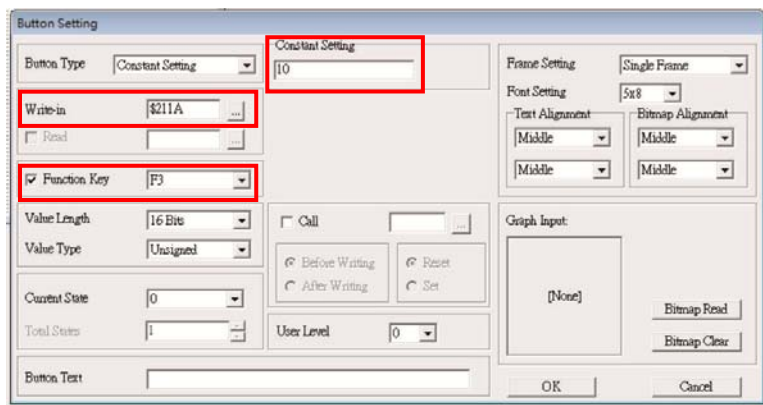 Button Setting
Button Type Constant Setting
Constant Setting
10
Write-in $211A ...
Read ...
Function Key F3
Value Length 16 Bits
Value Type Unsigned
Current State 0
Total States 1
Button Text
Call ...
Before Writing Reset
After Writing Set
User Level 0
Frame Setting Single Frame
Font Setting 5x8
Text Alignment Bitmap Alignment
Middle Middle
Middle Middle
Graph Input:
[None]
Bitmap Read
Bitmap Clear
OK Cancel